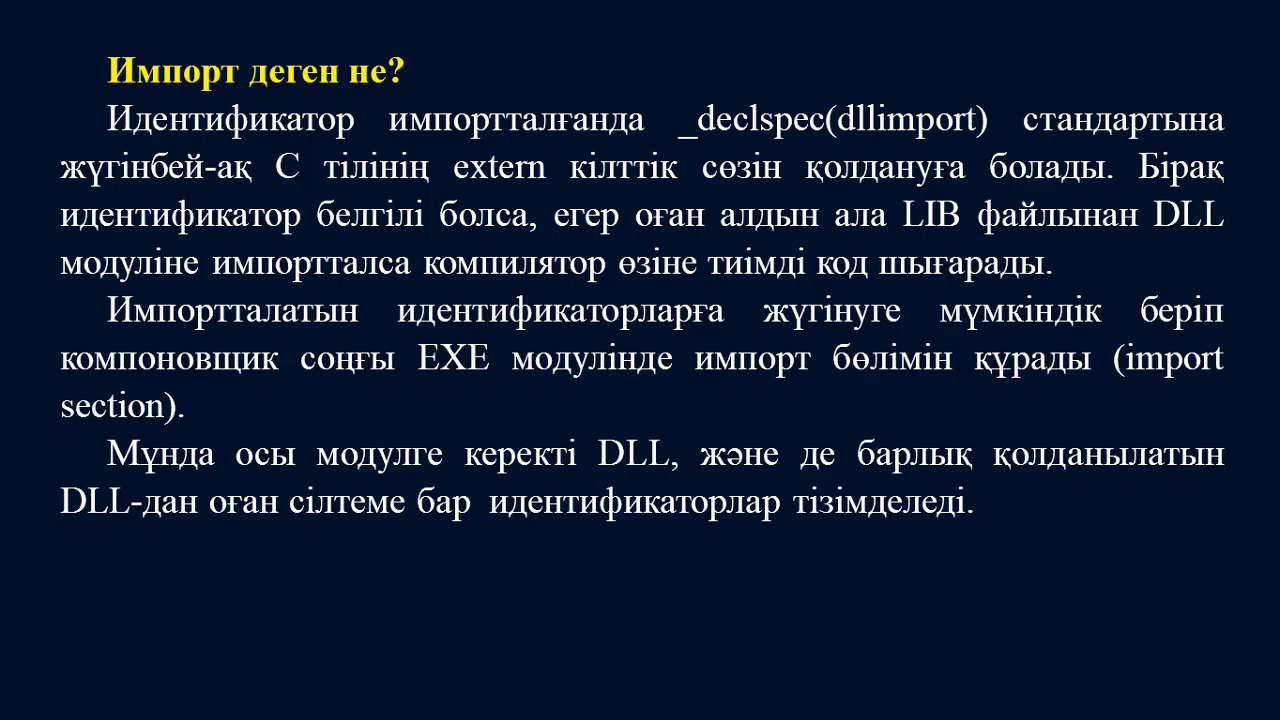 Импорт деген не?
Идентификатор импортталғанда _declspec(dllimport) стандартына
жүгінбей-ақ С тілінің extern кілттік сөзін қолдануға болады. Бірақ
идентификатор белгілі болса, егер оған алдын ала LIB файлынан DLL
модуліне импортталса компилятор өзіне тиімді код шығарады.
Импортталатын идентификаторларға жүгінуге мүмкіндік беріп
компоновщик соңғы EXE модулінде импорт бөлімін құрады (import
section).
Мұнда осы модулге керекті DLL, және де барлық қолданылатын
DLL-дан оған сілтеме бар идентификаторлар тізімделеді.